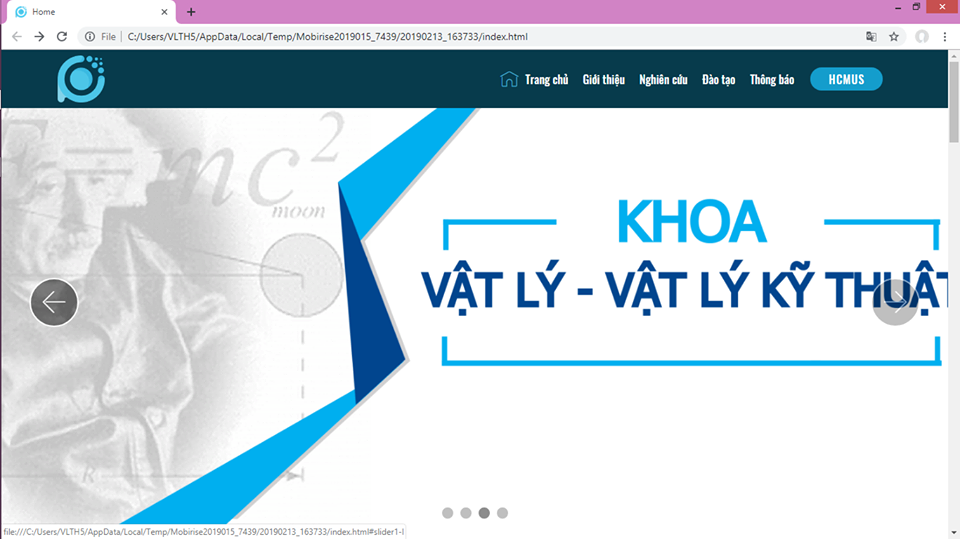 Home
File
C:/Users/VLTH5/AppData/Local/Temp/Mobirise2019015_7439/20190213_163733/index.html
Trang chủ
Giới thiệu
Nghiên cứu
Đào tạo
Thông báo
HCMUS
= mc2
moon
KHOA
VẬT LÝ - VẬT LÝ KỸ THUẬT
R
file:///C:/Users/VLTH5/AppData/Local/Temp/Mobirise2019015_7439/20190213_163733/index.html#slider1-l